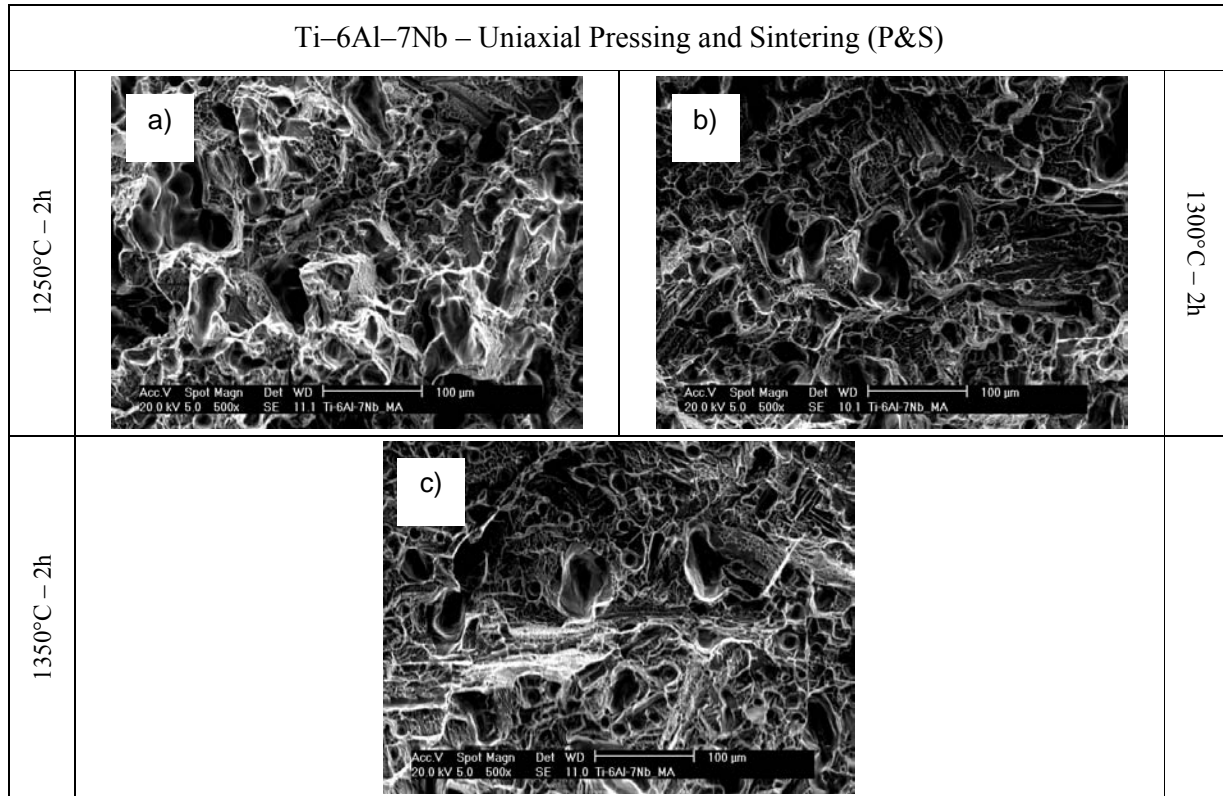 Ti–6Al–7Nb – Uniaxial Pressing and Sintering (P&S)
1250°C – 2h
a)
Acc.V Spot Magn Det WD 100 µm
20.0 kV 5.0 500x SE 11.1 Ti-6Al-7Nb_MA
b)
Acc.V Spot Magn Det WD 100 µm
20.0 kV 5.0 500x SE 10.1 Ti-6Al-7Nb_MA
1300°C – 2h
1350°C – 2h
c)
Acc.V Spot Magn Det WD 100 µm
20.0 kV 5.0 500x SE 11.0 Ti-6Al-7Nb_MA